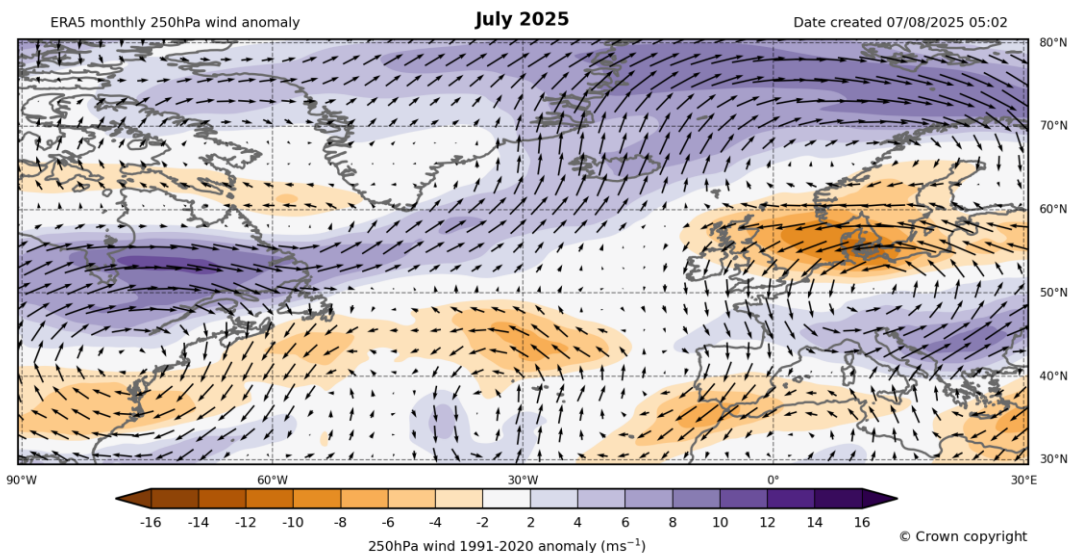 ERA5 monthly 250hPa wind anomaly
July 2025
Date created 07/08/2025 05:02
80°N
70°N
60°N
50°N
40°N
30°N
90°W 60°W 30°W 0° 30°E
-16 -14 -12 -10 -8 -6 -4 -2 2 4 6 8 10 12 14 16
250hPa wind 1991-2020 anomaly (ms⁻¹)
© Crown copyright